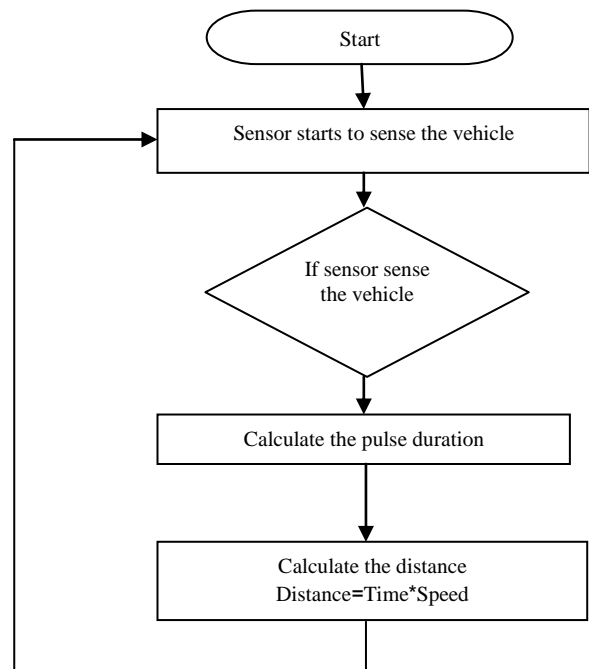 Start
Sensor starts to sense the vehicle
If sensor sense
the vehicle
Calculate the pulse duration
Calculate the distance
Distance=Time*Speed